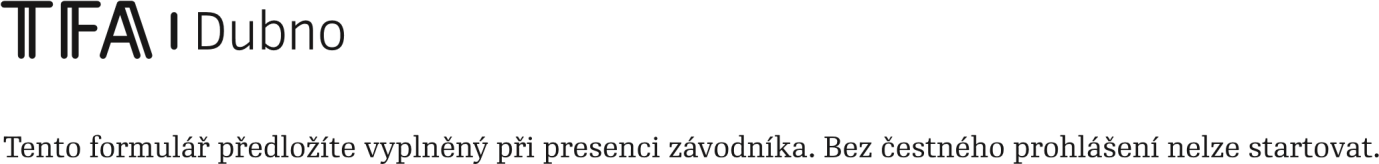 TFA | Dubno
Tento formulář předložíte vyplněný při presenci závodníka. Bez čestného prohlášení nelze startovat.